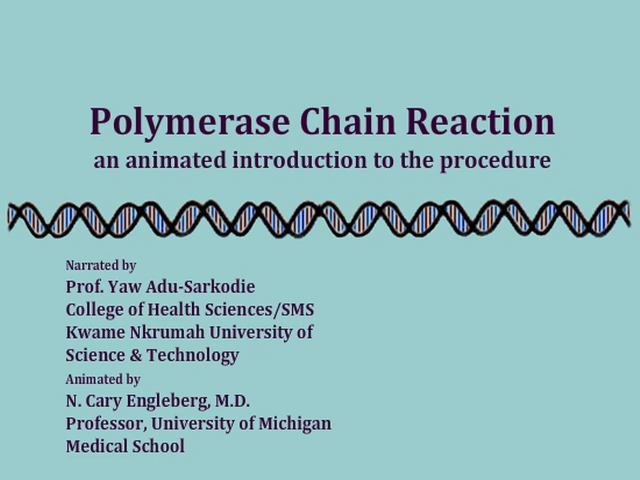 Polymerase Chain Reaction
an animated introduction to the procedure
Narrated by
Prof. Yaw Adu-Sarkodie
College of Health Sciences/SMS
Kwame Nkrumah University of
Science & Technology
Animated by
N. Cary Engleberg, M.D.
Professor, University of Michigan
Medical School